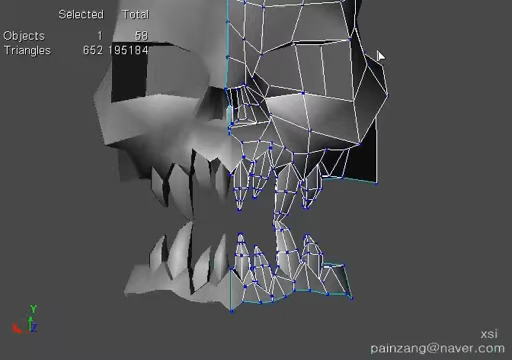 Selected Total
Objects 1 58
Triangles 652 195184
Y
Z
xsi
painzang@naver.com